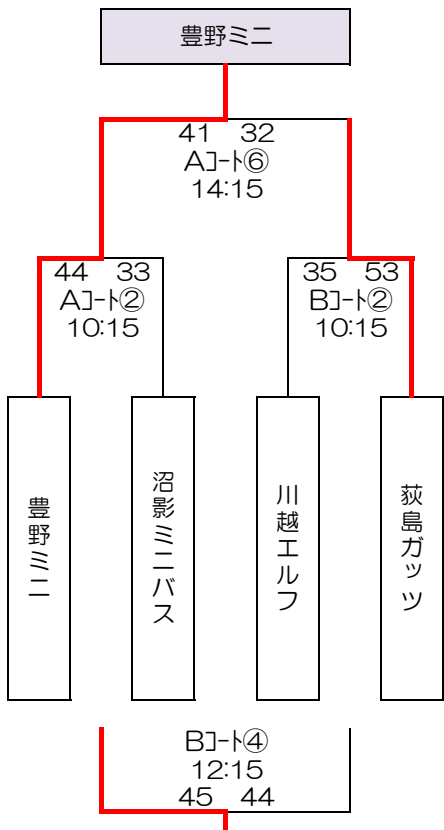 豊野ミニ
41 32
Aｺｰﾄ⑥
14:15
44 33
Aｺｰﾄ②
10:15
35 53
Bｺｰﾄ②
10:15
豊野ミニ
沼影ミニバス
川越エルフ
荻島ガッツ
Bｺｰﾄ④
12:15
45 44